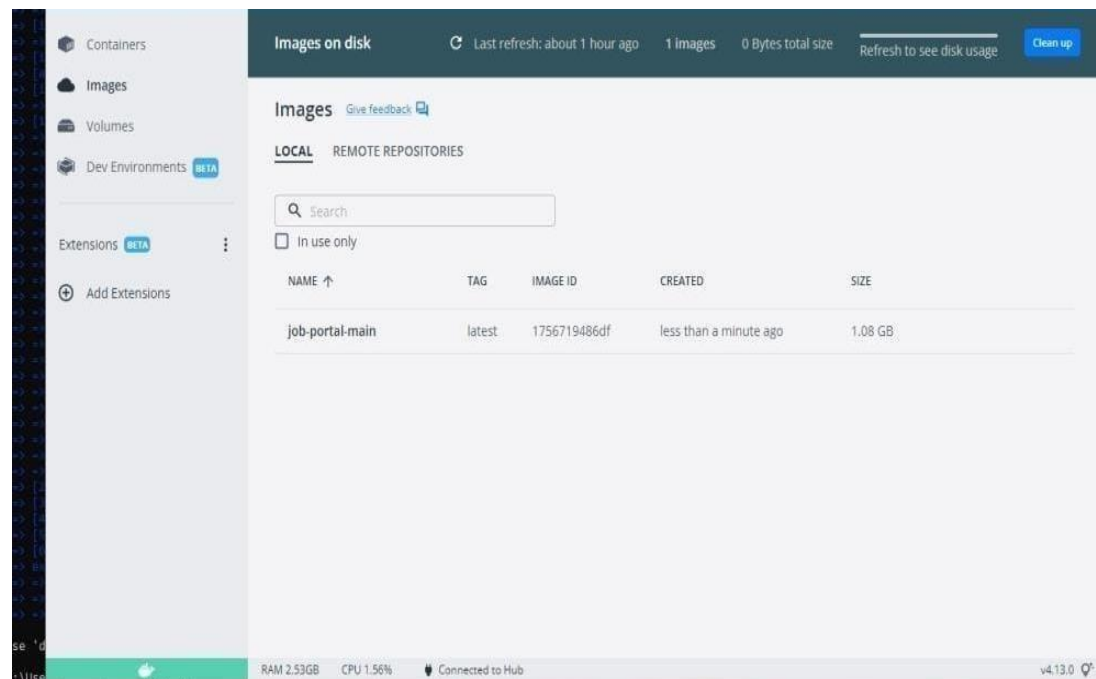 Containers
Images
Volumes
Dev Environments BETA
Extensions BETA
Add Extensions
Images on disk
Last refresh: about 1 hour ago
1 images
0 Bytes total size
Refresh to see disk usage
Clean up
Images Give feedback
LOCAL REMOTE REPOSITORIES
Search
In use only
NAME TAG IMAGE ID CREATED SIZE
job-portal-main latest 1756719486df less than a minute ago 1.08 GB
se 'd
:\Use
RAM 2.53GB CPU 1.56% Connected to Hub v4.13.0